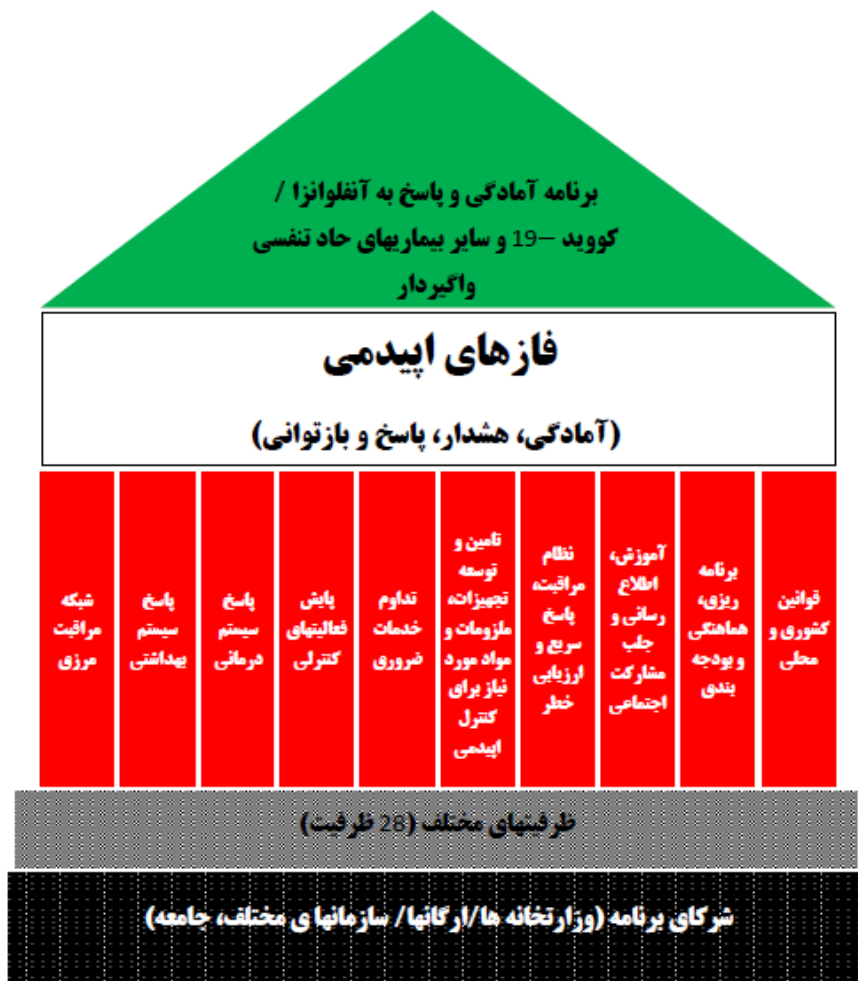 برنامه آمادگی و پاسخ به آنفلوانزا /
کووید –19 و سایر بیماریهای حاد تنفسی
واگیردار
فازهای اپیدمی
(آمادگی، هشدار، پاسخ و بازتوانی)
قوانین
کشوری و
محلی
برنامه
ریزی،
هماهنگی
و بودجه
بندی
آموزش،
اطلاع
رسانی و
جلب
مشارکت
اجتماعی
نظام
مراقبت،
پاسخ
سریع و
ارزیابی
خطر
تامین و
توسعه
تجهیزات،
ملزومات و
مواد مورد
نیاز برای
کنترل
اپیدمی
تداوم
خدمات
ضروری
پایش
فعالیتهای
کنترلی
پاسخ
سیستم
درمانی
پاسخ
سیستم
بهداشتی
شبکه
مراقبت
مرزی
ظرفیتهای مختلف (28 ظرفیت)
شرکای برنامه (وزارتخانه ها/ارگانها/ سازمانها ی مختلف، جامعه)